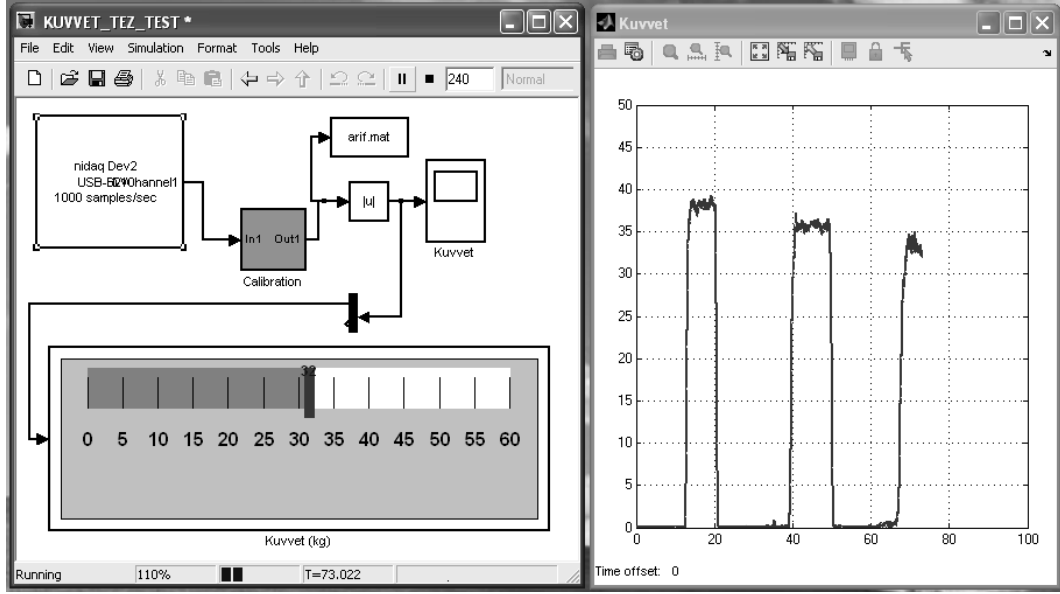 KUVVET_TEZ_TEST *
File Edit View Simulation Format Tools Help
240 Normal
nidaq Dev2
1000 samples/sec
arif.mat
|u|
In1 Out1
Calibration
Kuvvet
32
0 5 10 15 20 25 30 35 40 45 50 55 60
Kuvvet (kg)
Running 110% T=73.022
Kuvvet
50
45
40
35
30
25
20
15
10
5
0
0 20 40 60 80 100
Time offset: 0